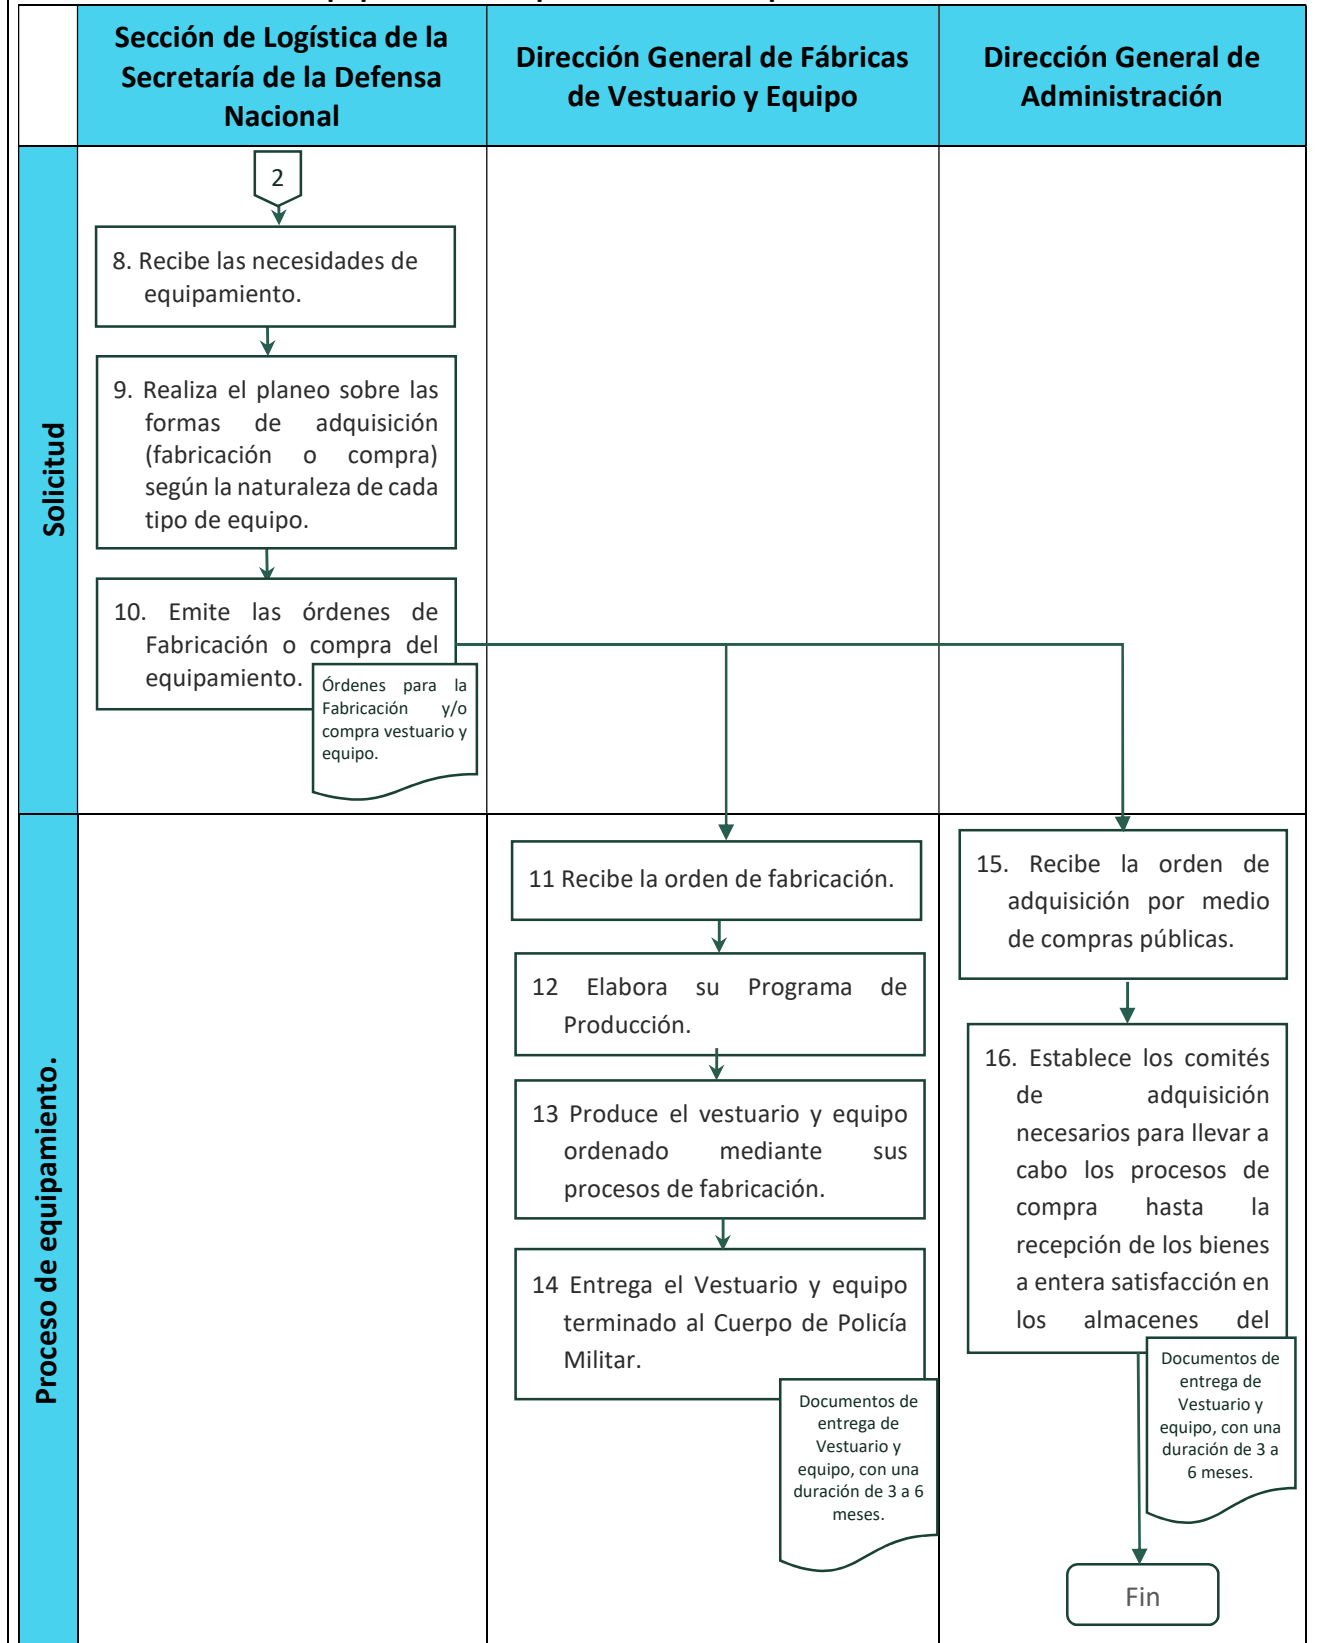 Sección de Logística de la
Secretaría de la Defensa
Nacional
Dirección General de Fábricas
de Vestuario y Equipo
Dirección General de
Administración
Solicitud
2
8. Recibe las necesidades de
equipamiento.
9. Realiza el planeo sobre las
formas de adquisición
(fabricación o compra)
según la naturaleza de cada
tipo de equipo.
10. Emite las órdenes de
Fabricación o compra del
equipamiento.
Órdenes para la
Fabricación y/o
compra vestuario y
equipo.
Proceso de equipamiento.
11 Recibe la orden de fabricación.
12 Elabora su Programa de
Producción.
13 Produce el vestuario y equipo
ordenado mediante sus
procesos de fabricación.
14 Entrega el Vestuario y equipo
terminado al Cuerpo de Policía
Militar.
Documentos de
entrega de
Vestuario y
equipo, con una
duración de 3 a 6
meses.
15. Recibe la orden de
adquisición por medio
de compras públicas.
16. Establece los comités
de adquisición
necesarios para llevar a
cabo los procesos de
compra hasta la
recepción de los bienes
a entera satisfacción en
los almacenes del
Documentos de
entrega de
Vestuario y
equipo, con una
duración de 3 a
6 meses.
Fin